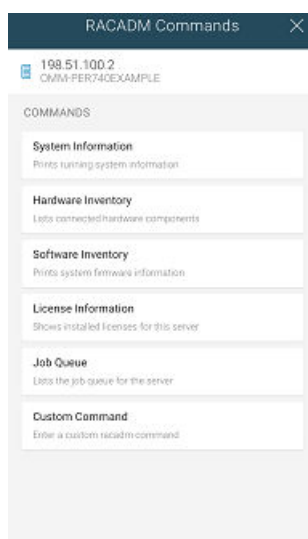 RACADM Commands
198.51.100.2
OMM-PER740EXAMPLE
COMMANDS
System Information
Prints running system information
Hardware Inventory
Lists connected hardware components
Software Inventory
Prints system firmware information
License Information
Shows installed licenses for this server
Job Queue
Lists the job queue for the server
Custom Command
Enter a custom racadm command